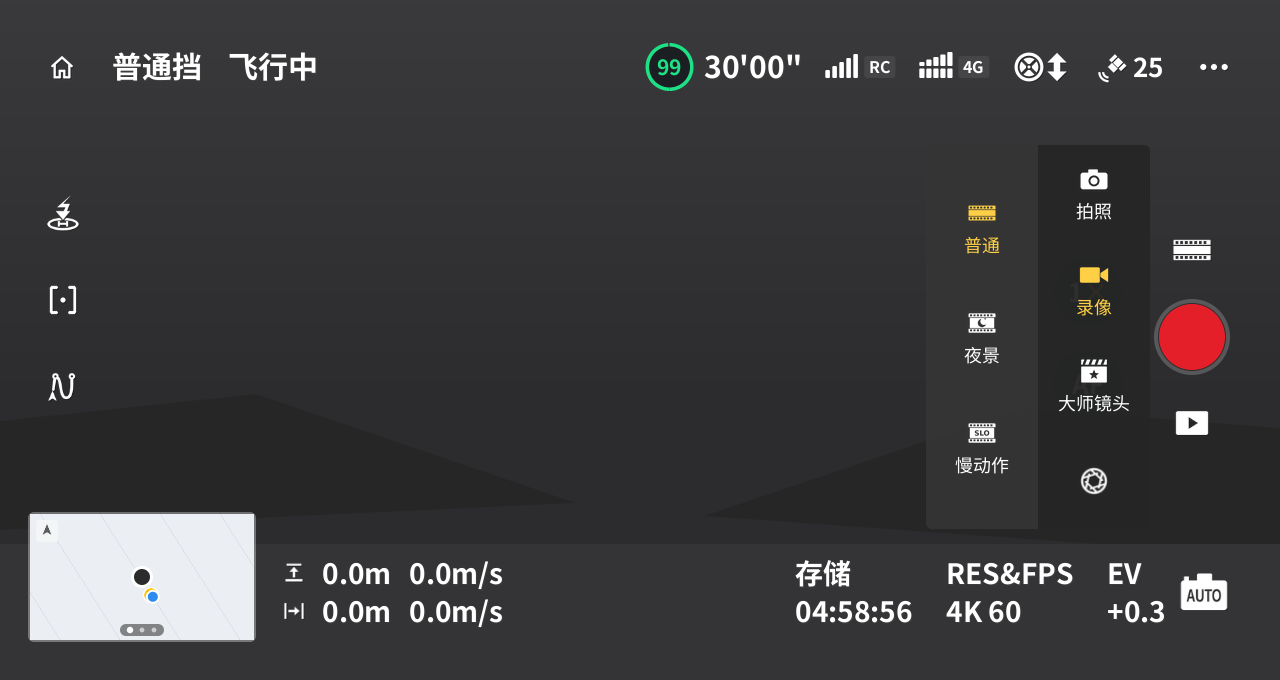 普通挡 飞行中 99 30'00" RC 4G 25
拍照
普通
录像
夜景
大师镜头
SLO
慢动作
H
0.0m 0.0m/s
0.0m 0.0m/s
存储 RES&FPS EV
04:58:56 4K 60 +0.3
AUTO